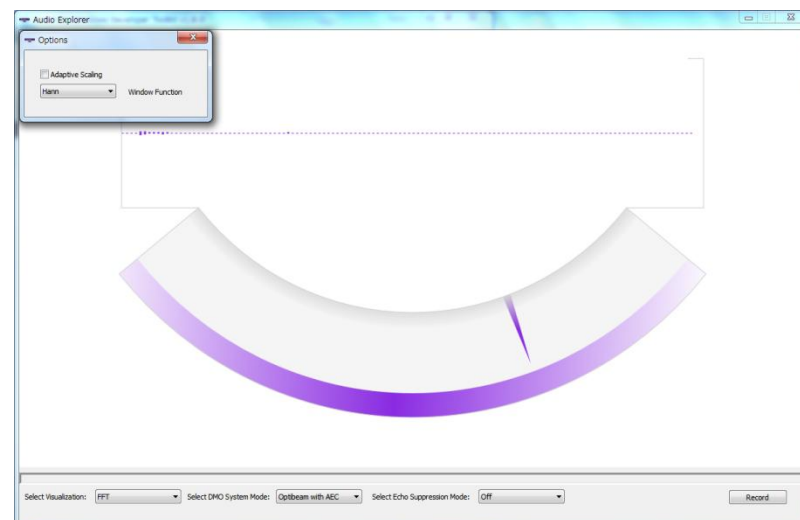 Audio Explorer
Options
Adaptive Scaling
Hann Window Function
Select Visualization: FFT Select DMO System Mode: Optibeam with AEC Select Echo Suppression Mode: Off Record